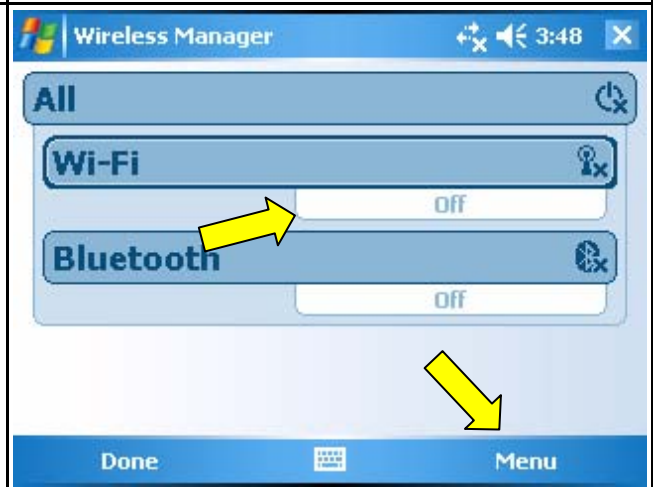 Wireless Manager 3:48
All
Wi-Fi
Off
Bluetooth
Off
Done Menu